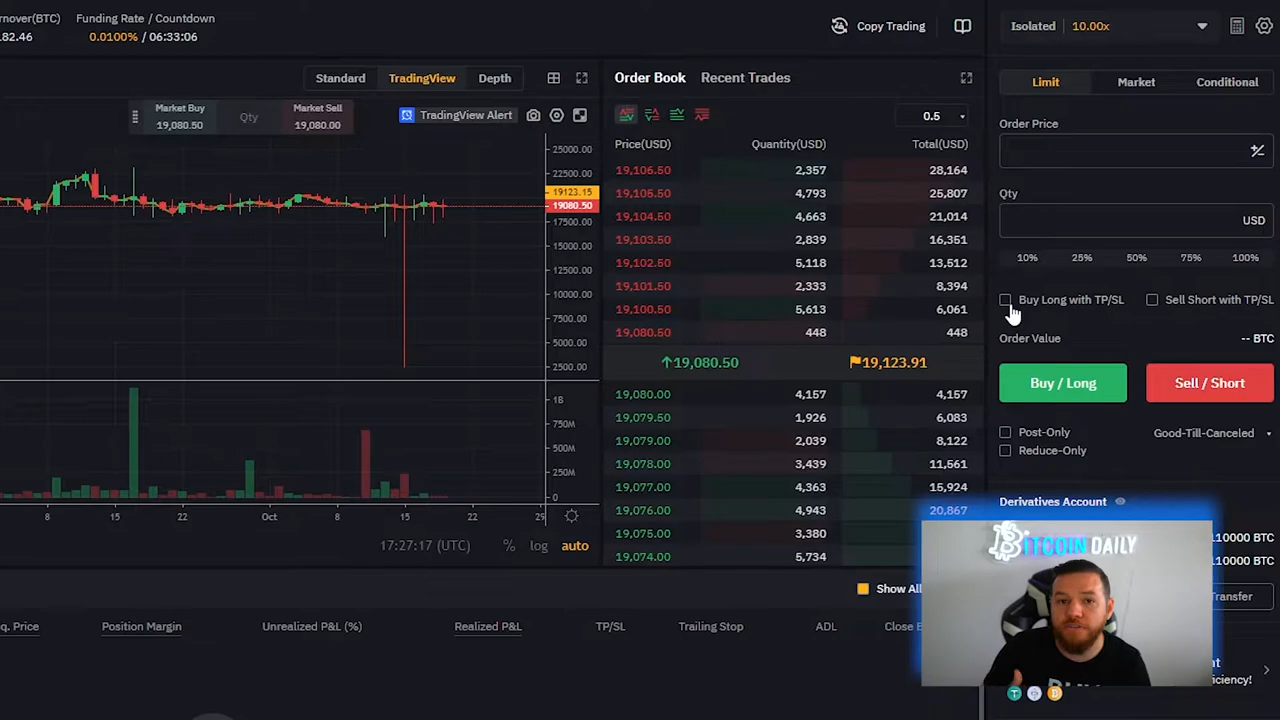 rnover(BTC)
Funding Rate / Countdown
82.46
0.0100% / 06:33:06
Copy Trading
Isolated
10.00x
Standard
TradingView
Depth
Order Book
Recent Trades
Limit
Market
Conditional
Market Buy
19,080.50
Qty
Market Sell
19,080.00
TradingView Alert
0.5
Order Price
Price(USD)
Quantity(USD)
Total(USD)
19,106.50
2,357
28,164
19,105.50
4,793
25,807
19,104.50
4,663
21,014
19,103.50
2,839
16,351
19,102.50
5,118
13,512
19,101.50
2,333
8,394
19,100.50
5,613
6,061
19,080.50
448
448
19,080.50
19,123.91
19,080.00
4,157
4,157
19,079.50
1,926
6,083
19,079.00
2,039
8,122
19,078.00
3,439
11,561
19,077.00
4,363
15,924
19,076.00
4,943
20,867
19,075.00
3,380
19,074.00
5,734
25000.00
19123.15
19080.50
17500.00
15000.00
12500.00
10000.00
7500.00
5000.00
2500.00
1B
750M
500M
250M
0
8
15
22
Oct
8
15
22
29
17:27:17 (UTC)
%
log
auto
Qty
USD
10%
25%
50%
75%
100%
Buy Long with TP/SL
Sell Short with TP/SL
Order Value
-- BTC
Buy / Long
Sell / Short
Post-Only
Good-Till-Canceled
Reduce-Only
Derivatives Account
BITCOIN DAILY
110000 BTC
110000 BTC
Transfer
Show All
q. Price
Position Margin
Unrealized P&L (%)
Realized P&L
TP/SL
Trailing Stop
ADL
Close B
nt
iciency!